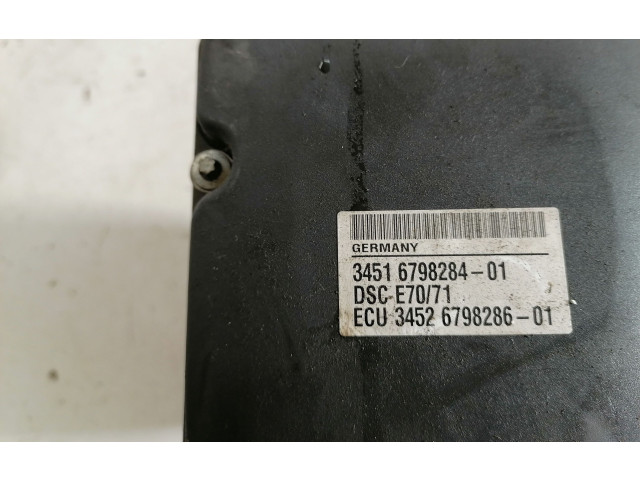 GERMANY
3451 6798284-01
DSC-E70/71
ECU 3452 6798286-01